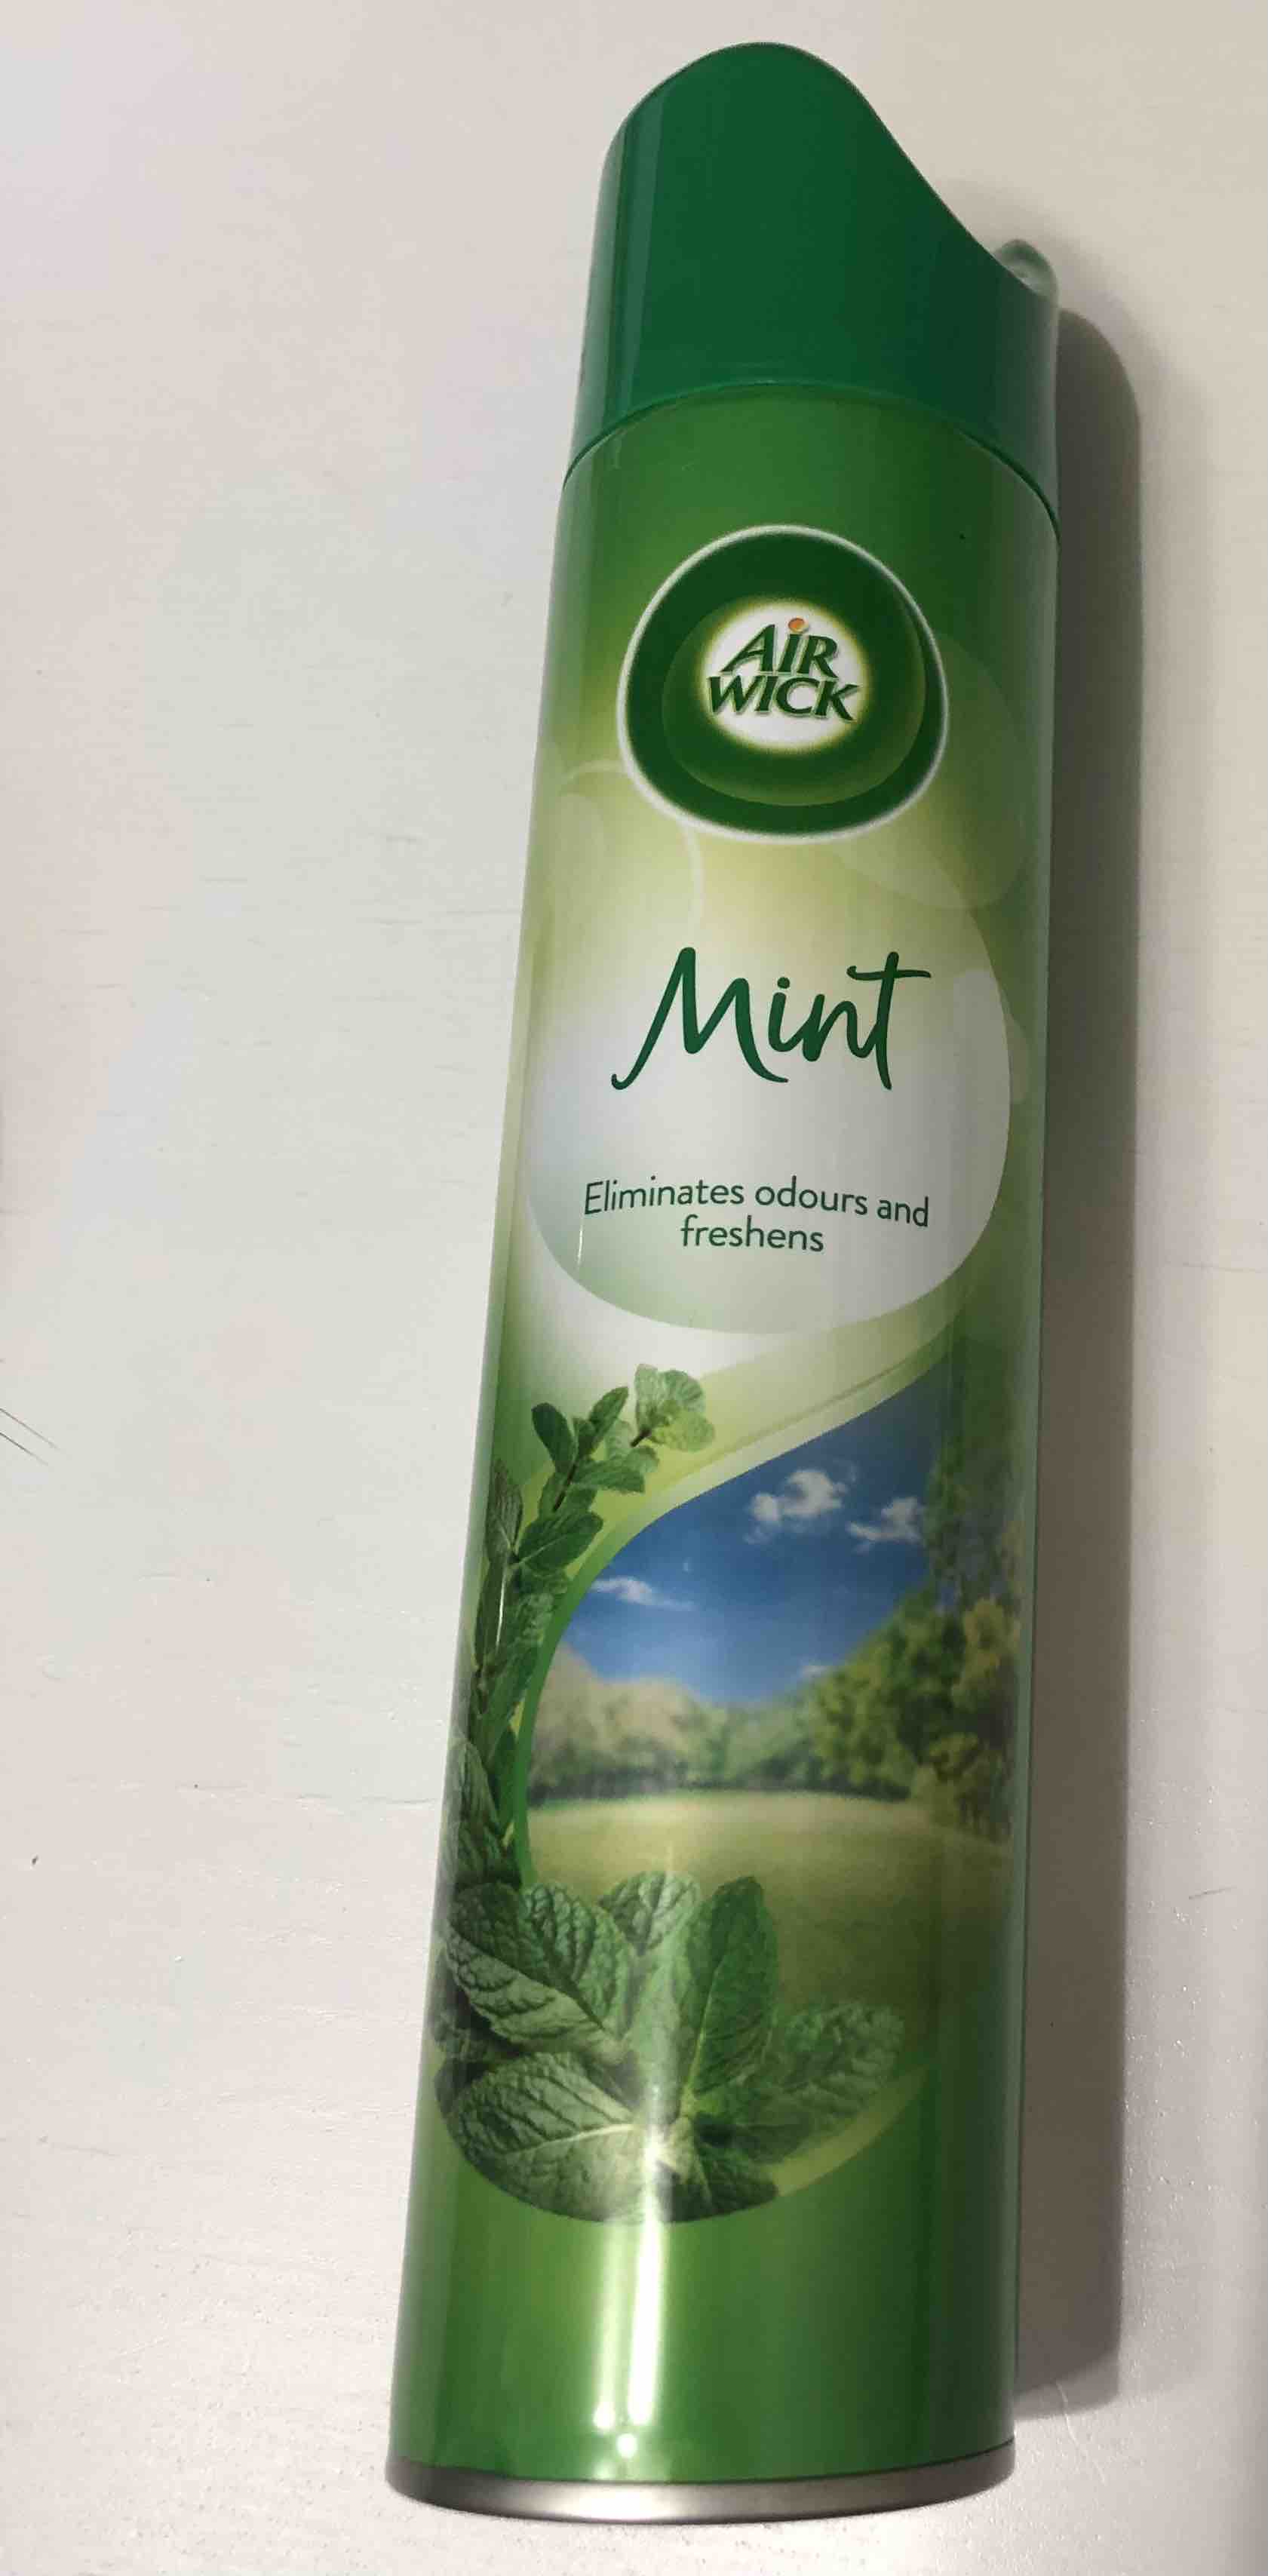 AIR
WICK
Mint
Eliminates odours and
freshens